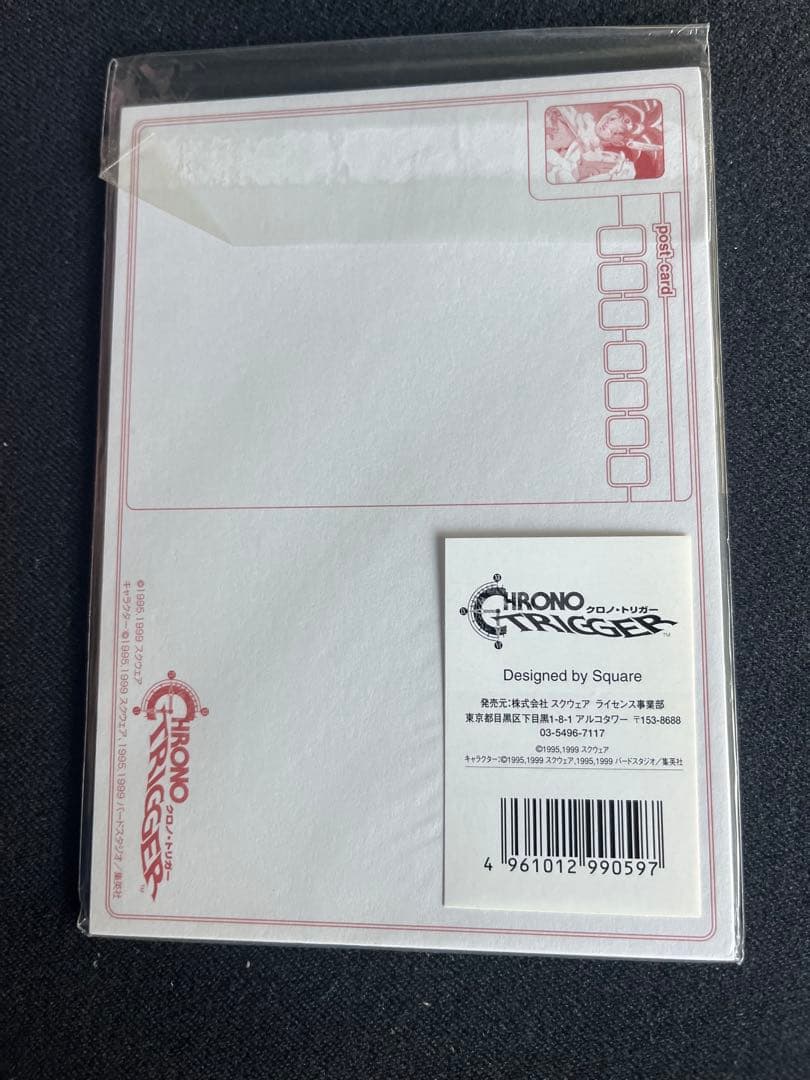 post card
©1995,1999 スクウェア
キャラクター:©1995,1999 スクウェア, 1995,1999 バードスタジオ/集英社
CHRONO
クロノ・トリガー
TRIGGER™
CHRONO
クロノ・トリガー
TRIGGER™
Designed by Square
発売元:株式会社 スクウェア ライセンス事業部
東京都目黒区下目黒1-8-1 アルコタワー 〒153-8688
03-5496-7117
©1995,1999 スクウェア
キャラクター:©1995,1999 スクウェア,1995,1999 バードスタジオ/集英社
4 961012 990597